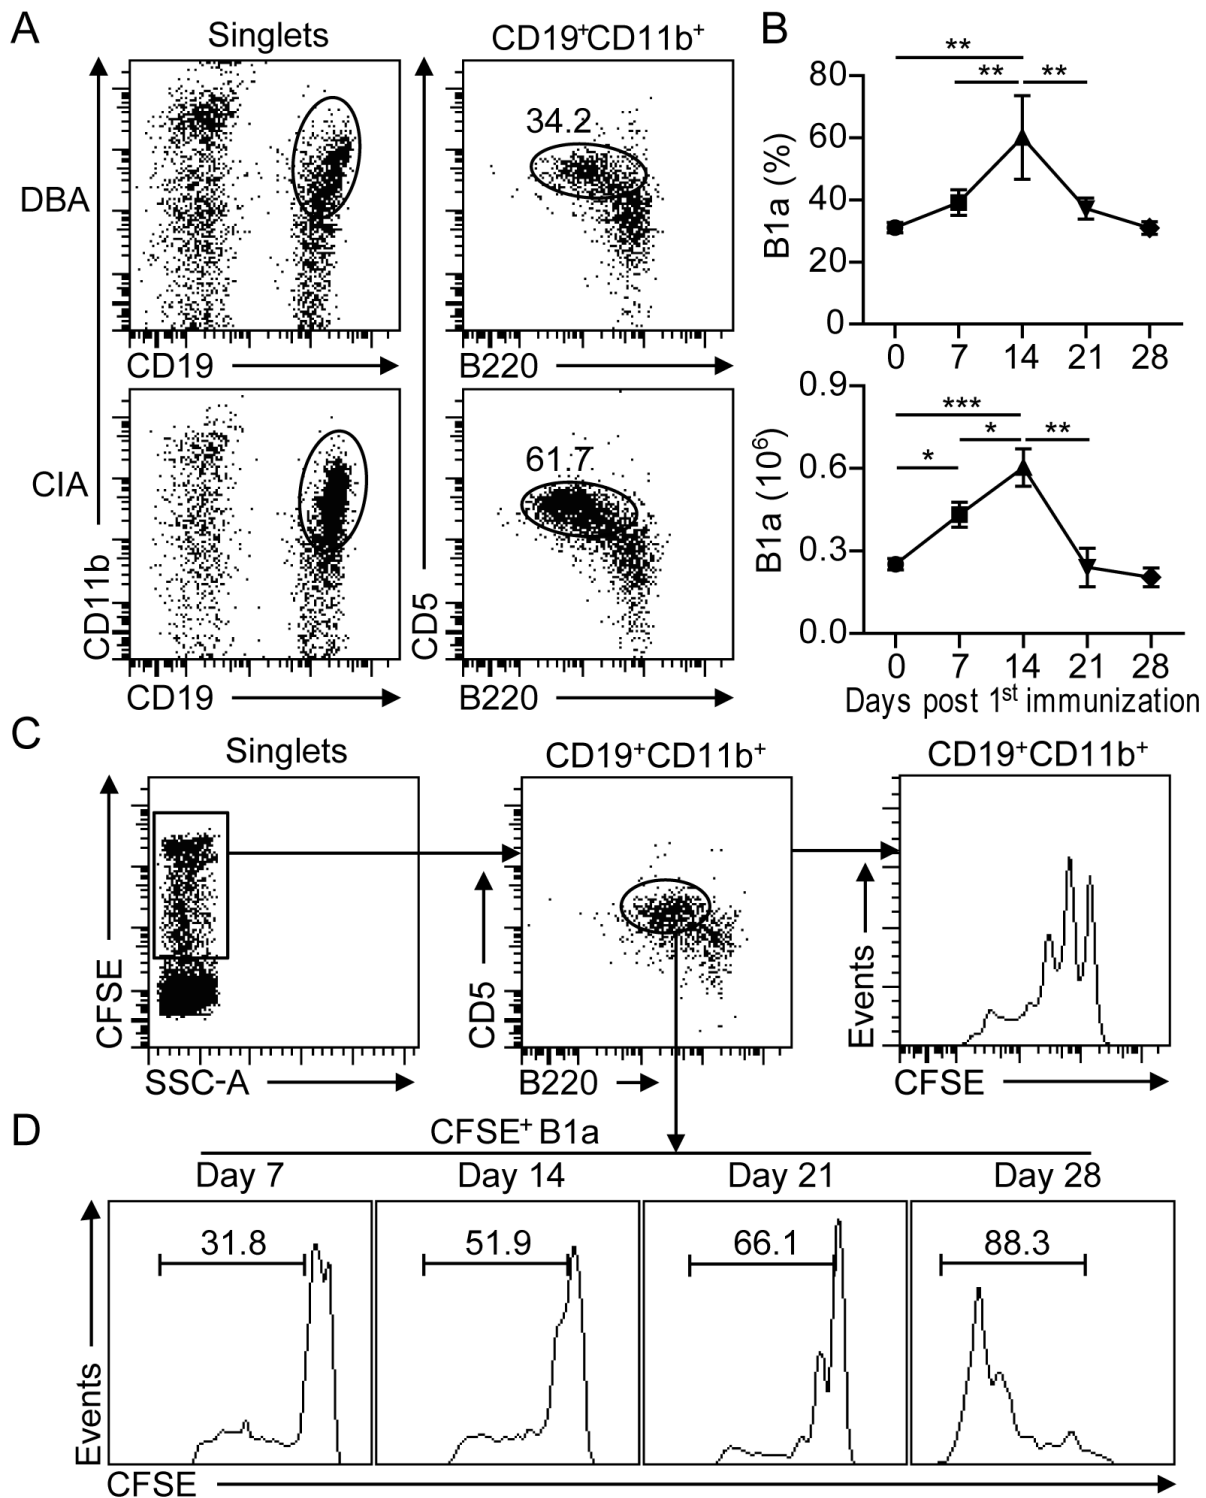 A
Singlets
CD19⁺CD11b⁺
DBA
34.2
CD19
B220
CIA
61.7
CD11b
CD5
CD19
B220
B
**
** **
B1a (%)
80
60
40
20
0
0 7 14 21 28
***
* **
*
B1a (10⁶)
0.9
0.6
0.3
0.0
0 7 14 21 28
Days post 1ˢᵗ immunization
C
Singlets
CD19⁺CD11b⁺
CD19⁺CD11b⁺
CFSE
SSC-A
CD5
B220
Events
CFSE
D
CFSE⁺ B1a
Day 7 Day 14 Day 21 Day 28
31.8 51.9 66.1 88.3
Events
CFSE